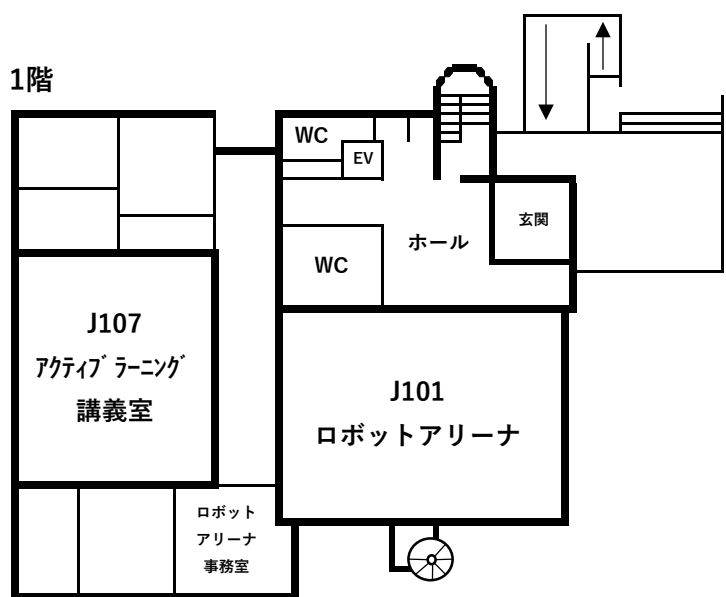 1階
WC
EV
玄関
ホール
WC
J107
ｱｸﾃｨﾌﾞﾗｰﾆﾝｸﾞ
講義室
J101
ロボットアリーナ
ロボット
アリーナ
事務室